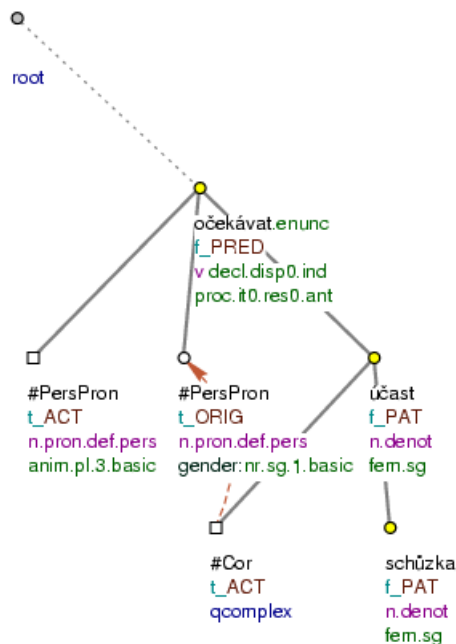 root
očekávat.enunc
f_PRED
v decl.disp0.ind
proc.it0.res0.ant
#PersPron
t_ACT
n.pron.def.pers
anim.pl.3.basic
#PersPron
t_ORIG
n.pron.def.pers
gender:nr.sg.1.basic
účast
f_PAT
n.denot
fem.sg
#Cor
t_ACT
qcomplex
schůzka
f_PAT
n.denot
fem.sg